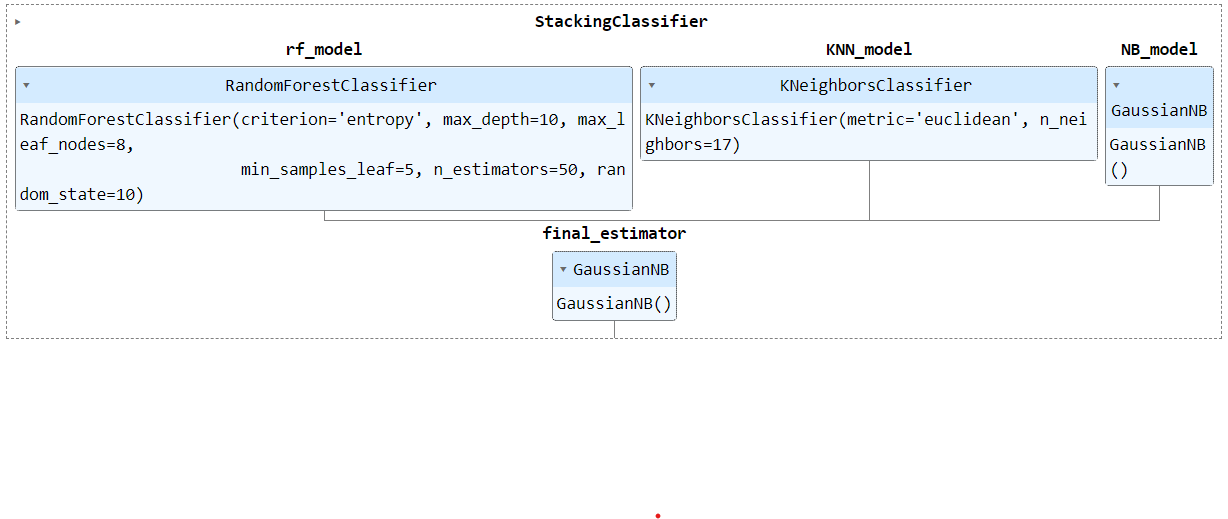 StackingClassifier
rf_model
KNN_model
NB_model
RandomForestClassifier
RandomForestClassifier(criterion='entropy', max_depth=10, max_l
eaf_nodes=8,
min_samples_leaf=5, n_estimators=50, ran
dom_state=10)
KNeighborsClassifier
KNeighborsClassifier(metric='euclidean', n_nei
ghbors=17)
GaussianNB
GaussianNB
()
final_estimator
GaussianNB
GaussianNB()